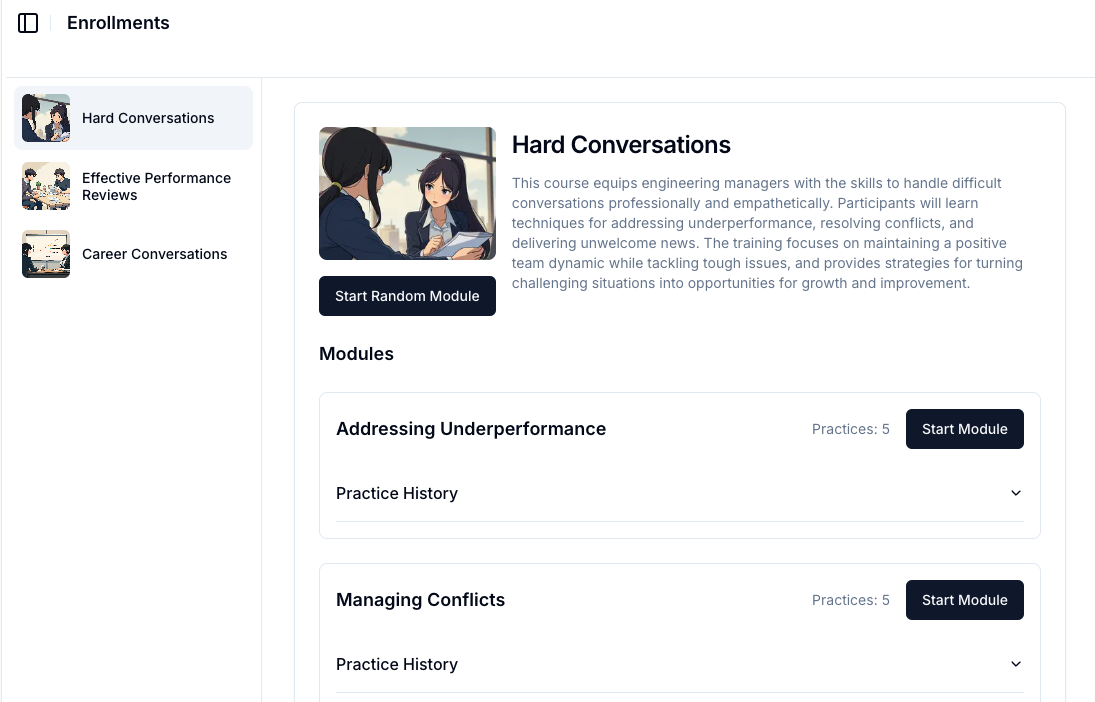 Enrollments
Hard Conversations
Effective Performance
Reviews
Career Conversations
Hard Conversations
This course equips engineering managers with the skills to handle difficult
conversations professionally and empathetically. Participants will learn
techniques for addressing underperformance, resolving conflicts, and
delivering unwelcome news. The training focuses on maintaining a positive
team dynamic while tackling tough issues, and provides strategies for turning
challenging situations into opportunities for growth and improvement.
Start Random Module
Modules
Addressing Underperformance
Practices: 5
Start Module
Practice History
Managing Conflicts
Practices: 5
Start Module
Practice History